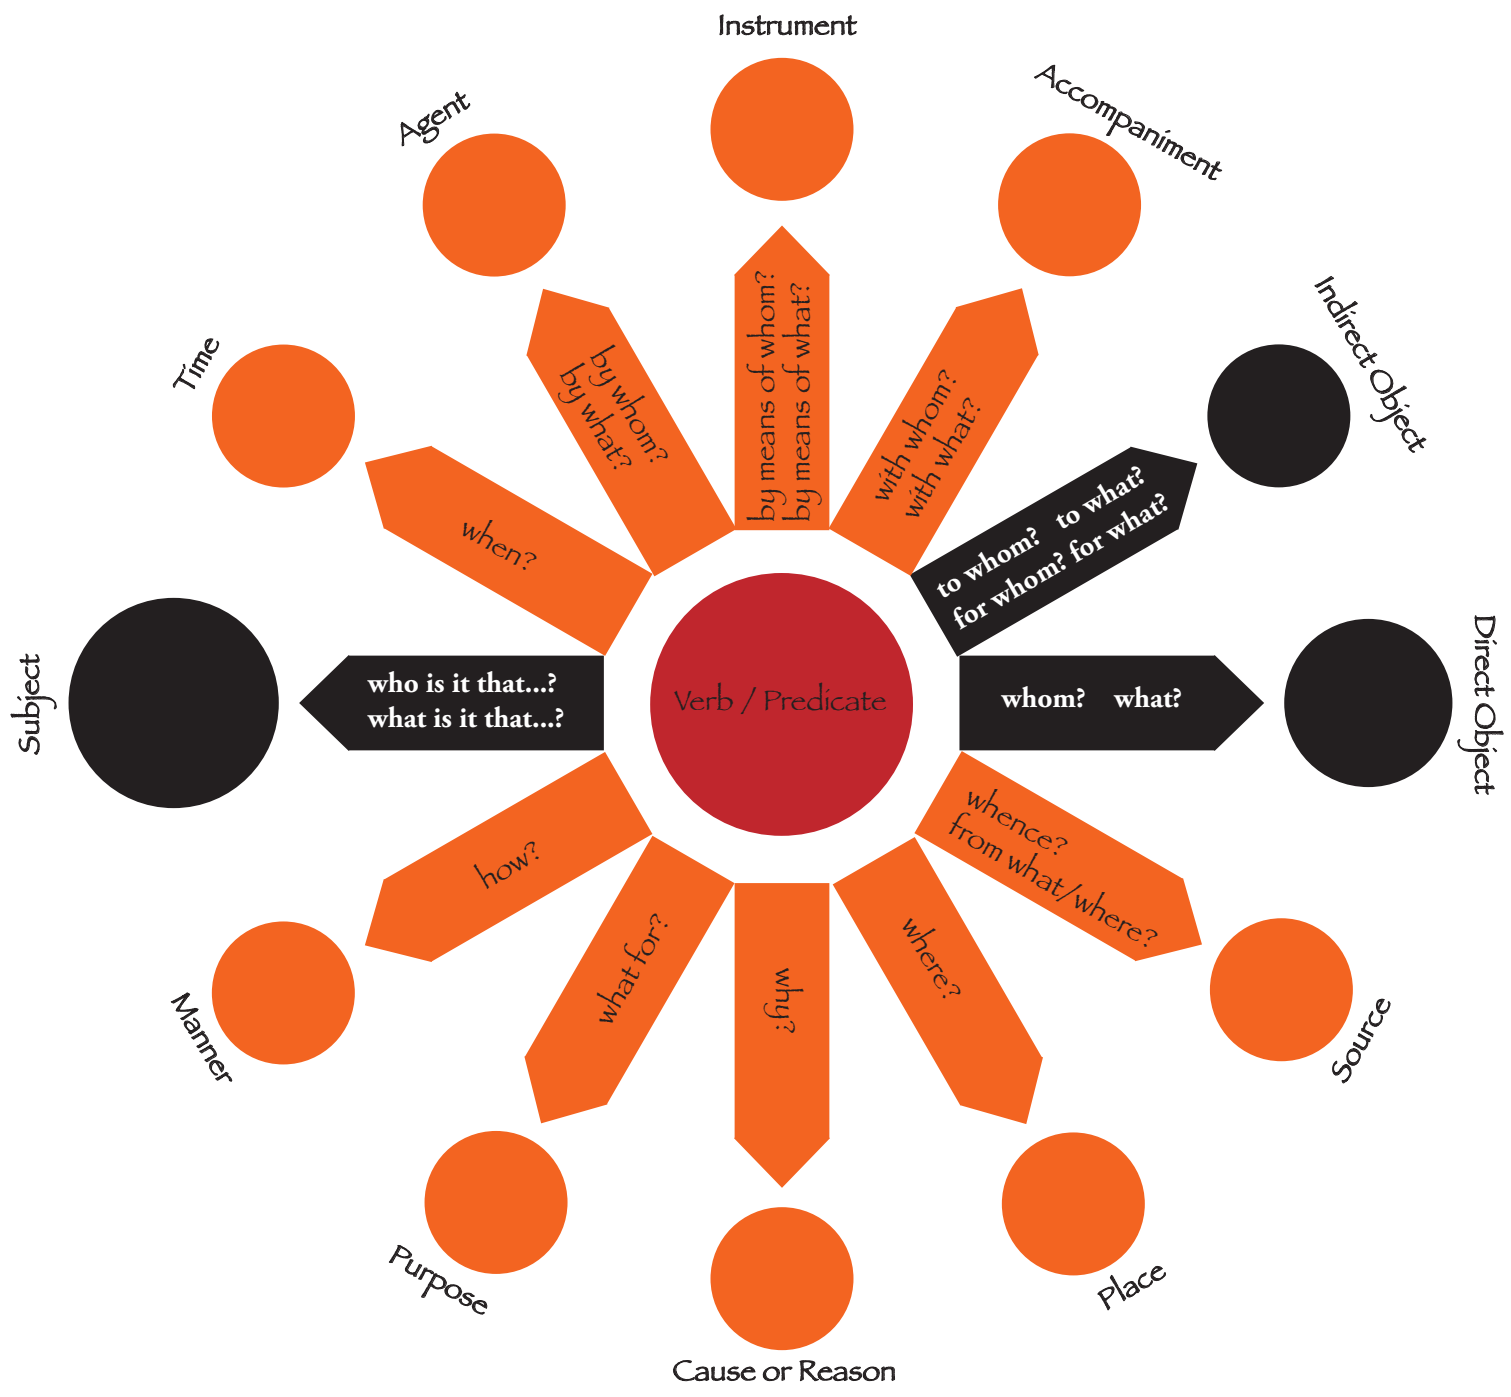 Instrument
by means of whom?
by means of what?
Accompaniment
with whom?
with what?
Indirect Object
to whom? to what?
for whom? for what?
Direct Object
whom? what?
Source
whence?
from what/where?
Place
where?
Cause or Reason
why?
Purpose
what for?
Manner
how?
Subject
who is it that...?
what is it that...?
Time
when?
Agent
by whom?
by what?
Verb / Predicate